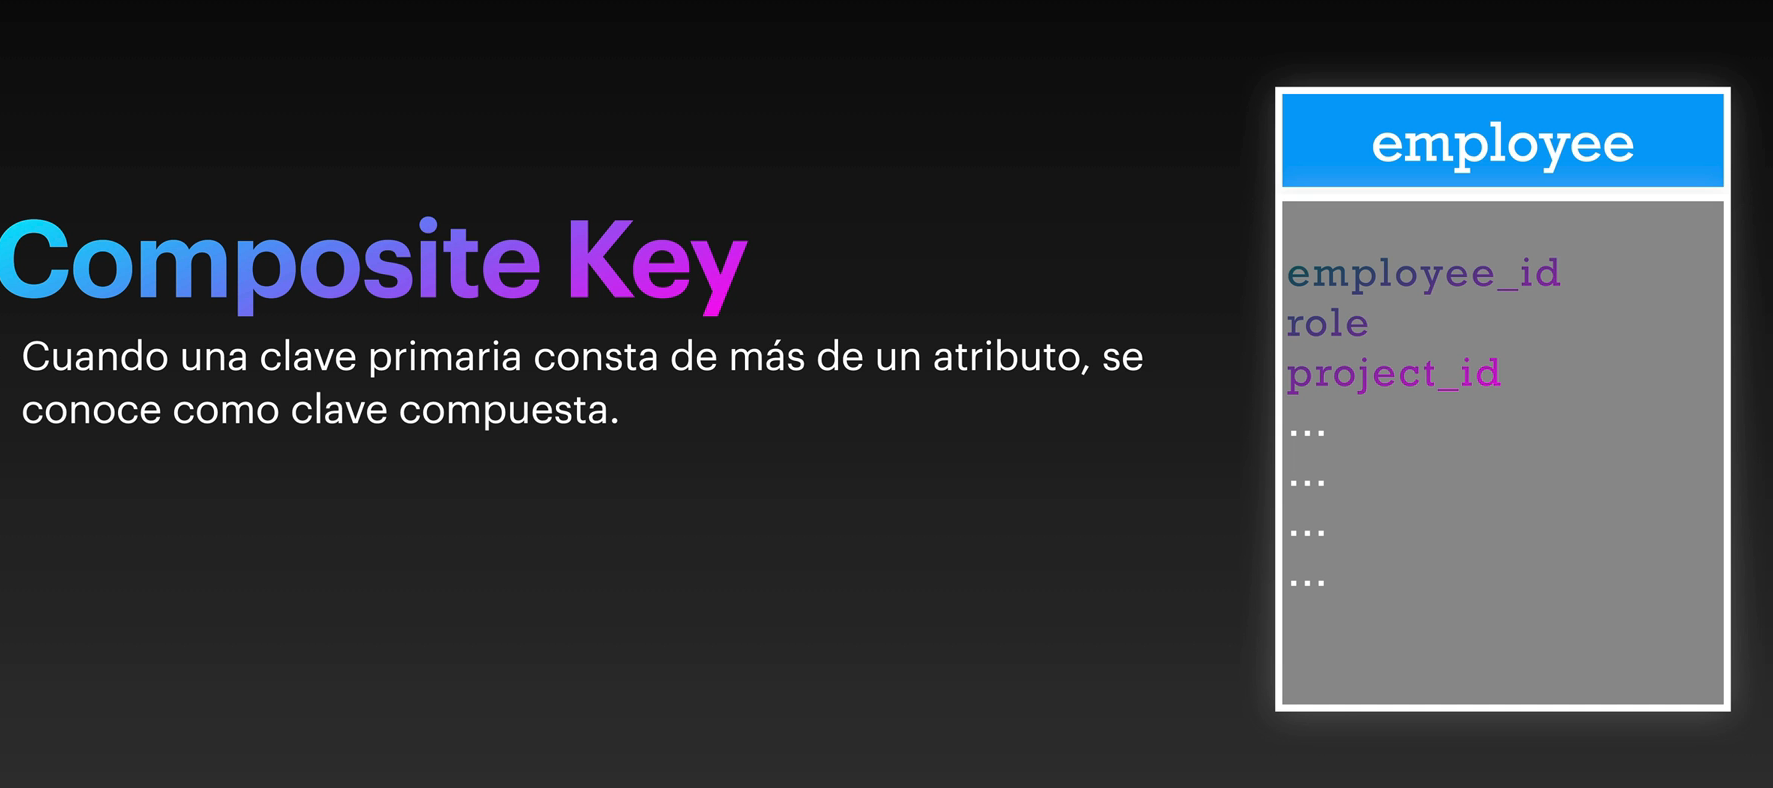 Composite Key
Cuando una clave primaria consta de más de un atributo, se
conoce como clave compuesta.
employee
employee_id
role
project_id
...
...
...
...